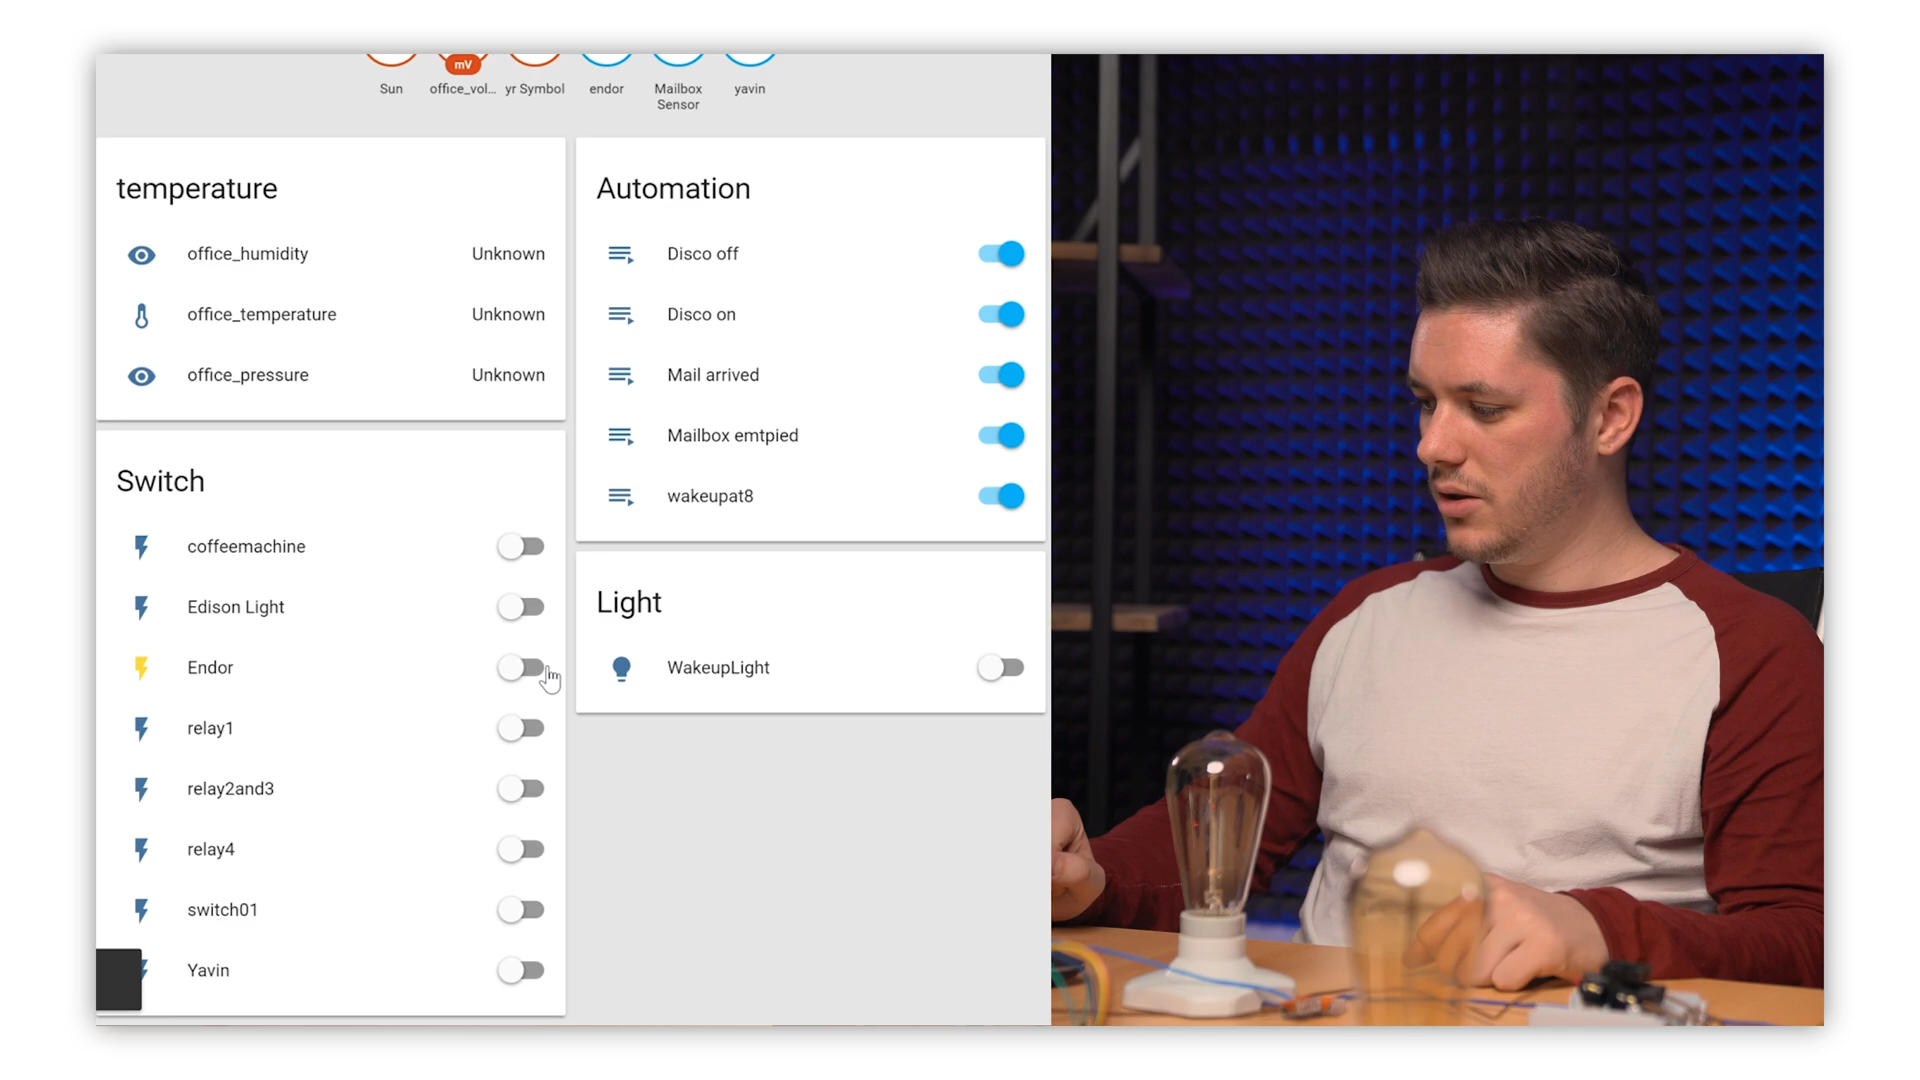 mV
Sun
office_vol...
yr Symbol
endor
Mailbox
Sensor
yavin
temperature
office_humidity Unknown
office_temperature Unknown
office_pressure Unknown
Switch
coffeemachine
Edison Light
Endor
relay1
relay2and3
relay4
switch01
Yavin
Automation
Disco off
Disco on
Mail arrived
Mailbox emtpied
wakeupat8
Light
WakeupLight